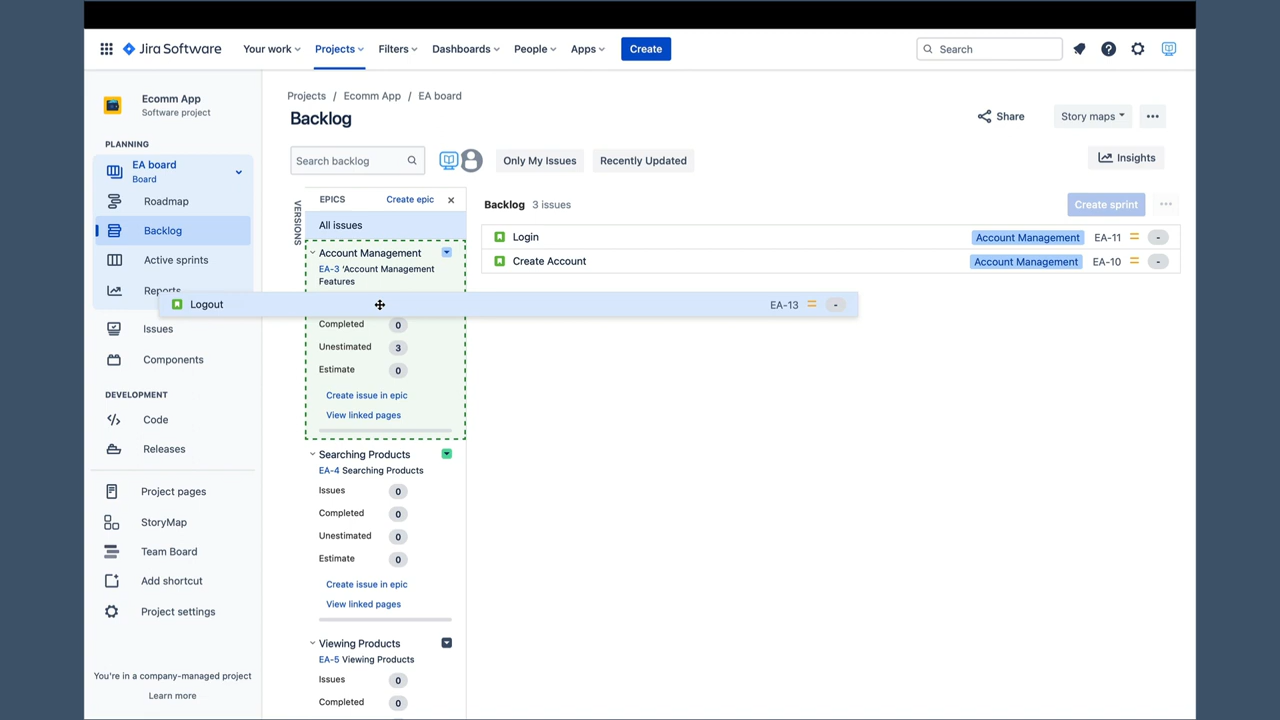 Jira Software
Your work
Projects
Filters
Dashboards
People
Apps
Create
Search
Ecomm App
Software project
PLANNING
EA board
Board
Roadmap
Backlog
Active sprints
Reports
Issues
Components
DEVELOPMENT
Code
Releases
Project pages
StoryMap
Team Board
Add shortcut
Project settings
You're in a company-managed project
Learn more
Projects / Ecomm App / EA board
Backlog
Share
Story maps
Search backlog
Only My Issues
Recently Updated
Insights
VERSIONS
EPICS
Create epic
All issues
Account Management
EA-3 'Account Management
Features
Logout EA-13 -
Completed 0
Unestimated 3
Estimate 0
Create issue in epic
View linked pages
Searching Products
EA-4 Searching Products
Issues 0
Completed 0
Unestimated 0
Estimate 0
Create issue in epic
View linked pages
Viewing Products
EA-5 Viewing Products
Issues 0
Completed 0
Backlog 3 issues
Create sprint
Login Account Management EA-11 -
Create Account Account Management EA-10 -